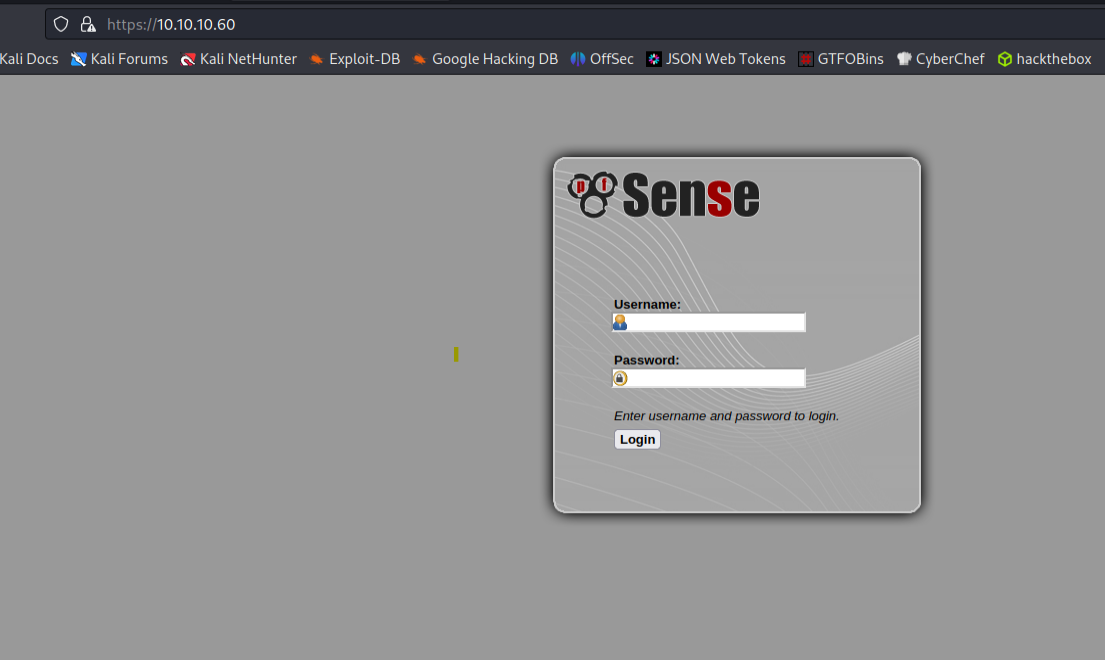 https://10.10.10.60
Kali Docs Kali Forums Kali NetHunter Exploit-DB Google Hacking DB OffSec JSON Web Tokens GTFOBins CyberChef hackthebox
pf Sense
Username:
Password:
Enter username and password to login.
Login